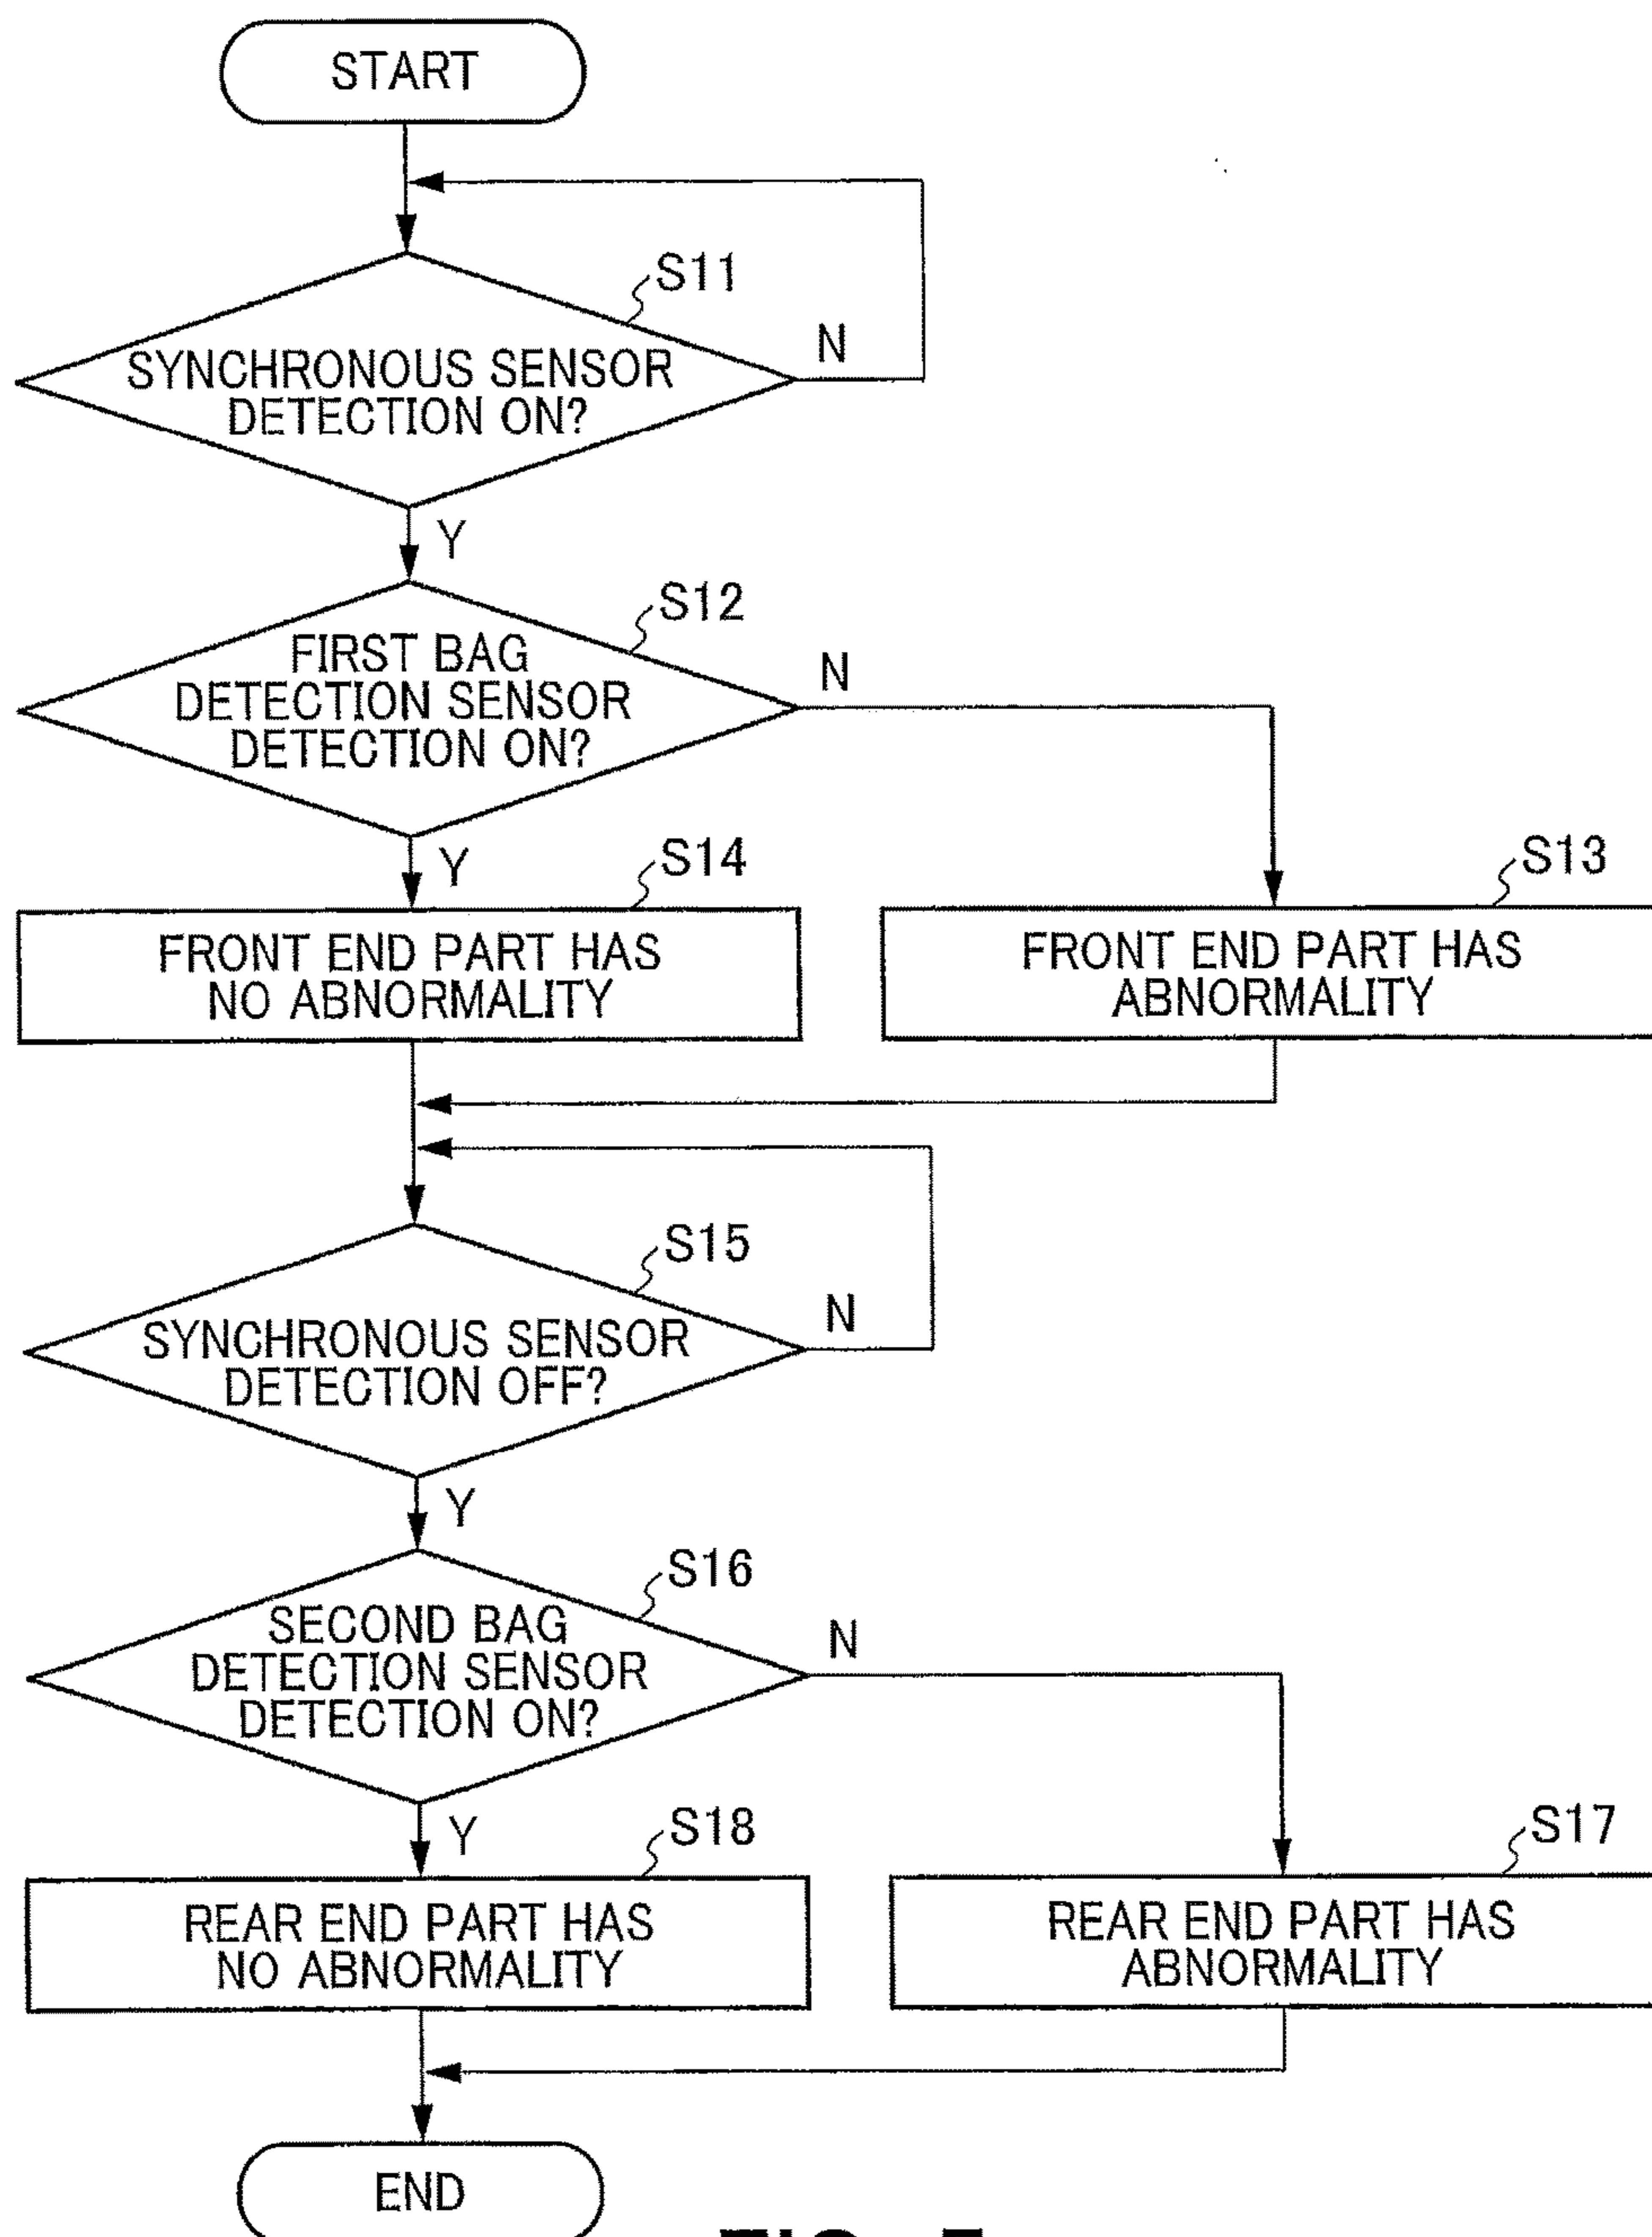 START
S11
SYNCHRONOUS SENSOR
DETECTION ON?
N
Y
S12
FIRST BAG
DETECTION SENSOR
DETECTION ON?
N
Y
S14
FRONT END PART HAS
NO ABNORMALITY
S13
FRONT END PART HAS
ABNORMALITY
S15
SYNCHRONOUS SENSOR
DETECTION OFF?
N
Y
S16
SECOND BAG
DETECTION SENSOR
DETECTION ON?
N
Y
S18
REAR END PART HAS
NO ABNORMALITY
S17
REAR END PART HAS
ABNORMALITY
END